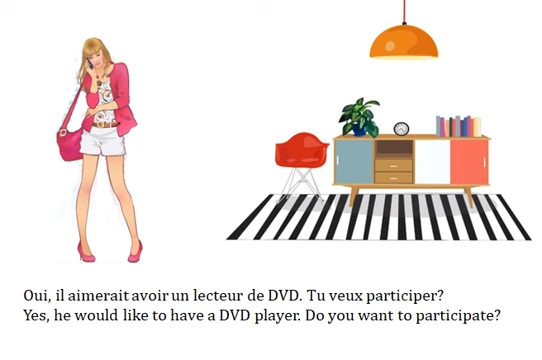 Oui, il aimerait avoir un lecteur de DVD. Tu veux participer?
Yes, he would like to have a DVD player. Do you want to participate?